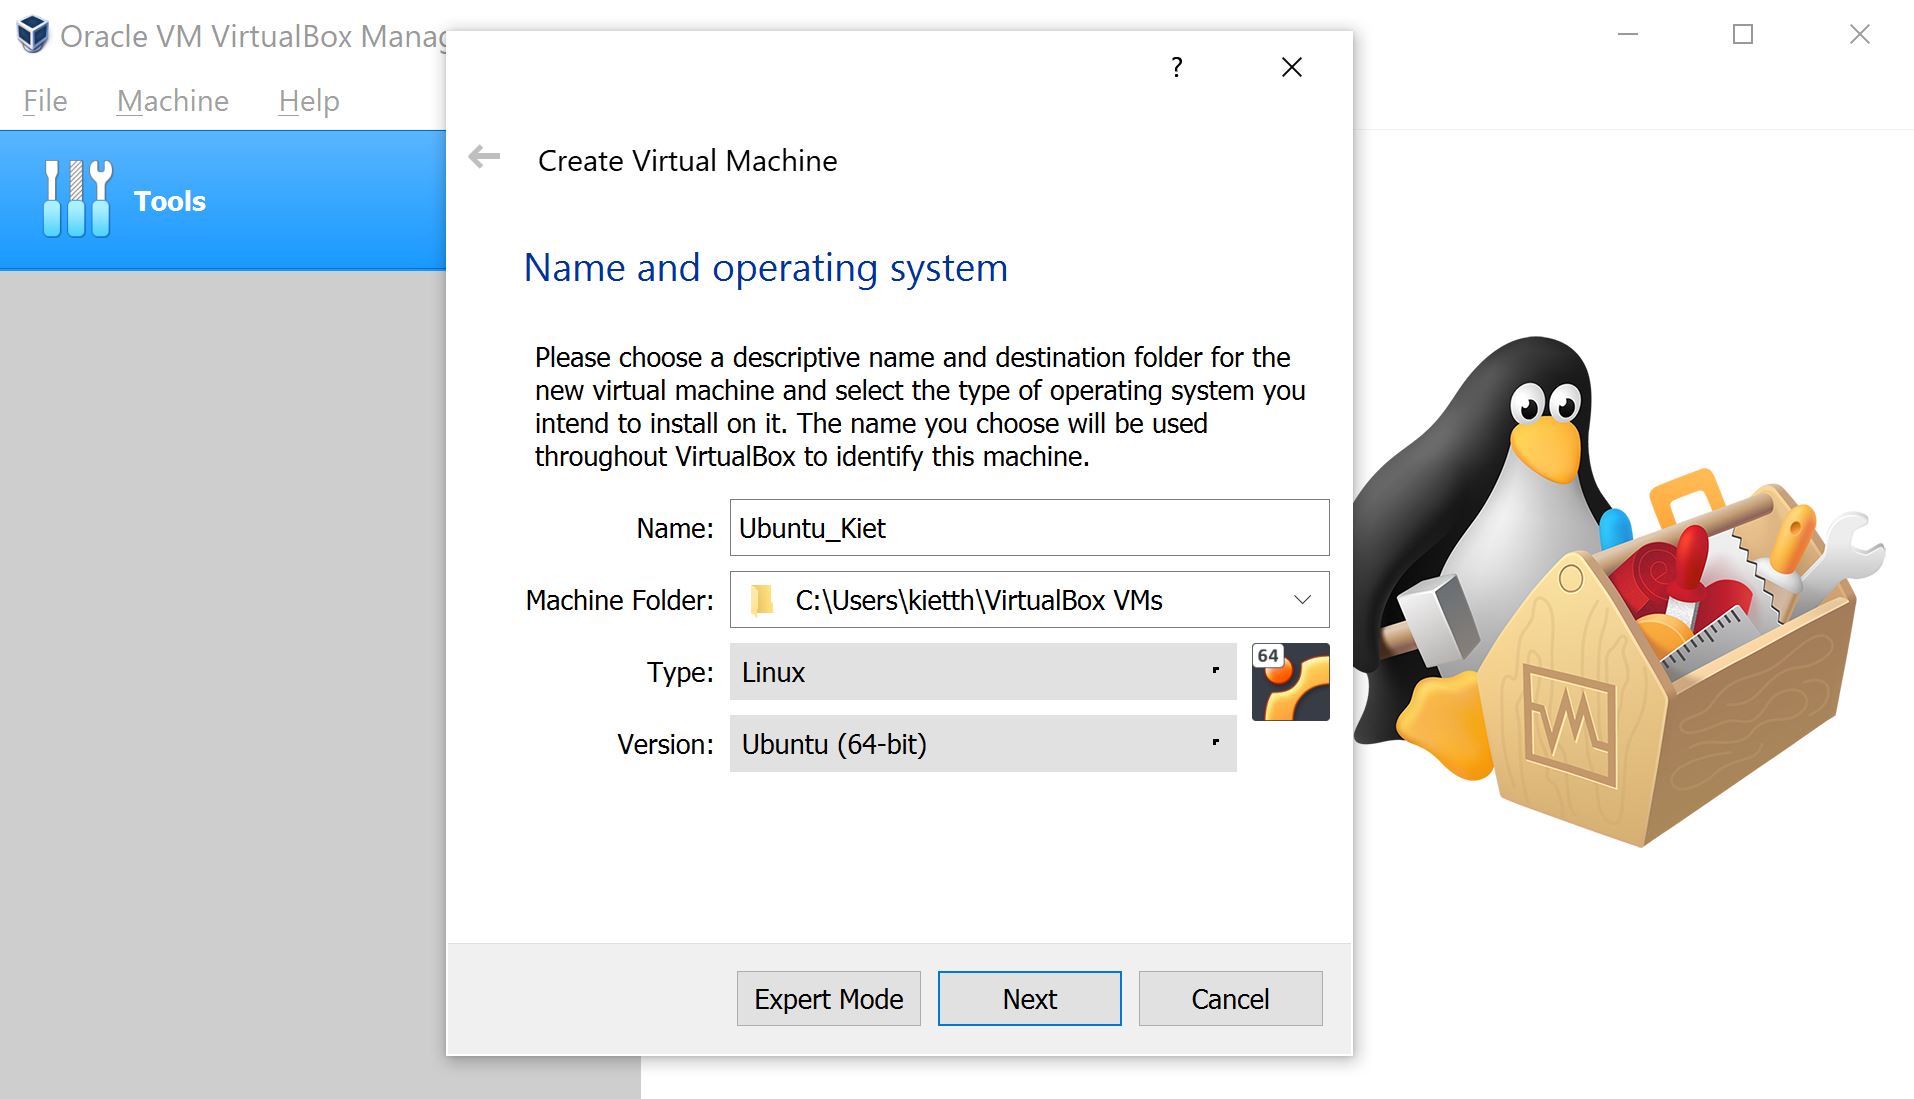 Oracle VM VirtualBox Manag
?
File Machine Help
Create Virtual Machine
Tools
Name and operating system
Please choose a descriptive name and destination folder for the
new virtual machine and select the type of operating system you
intend to install on it. The name you choose will be used
throughout VirtualBox to identify this machine.
Name: Ubuntu_Kiet
Machine Folder: C:\Users\kietth\VirtualBox VMs
Type: Linux
64
Version: Ubuntu (64-bit)
Expert Mode Next Cancel